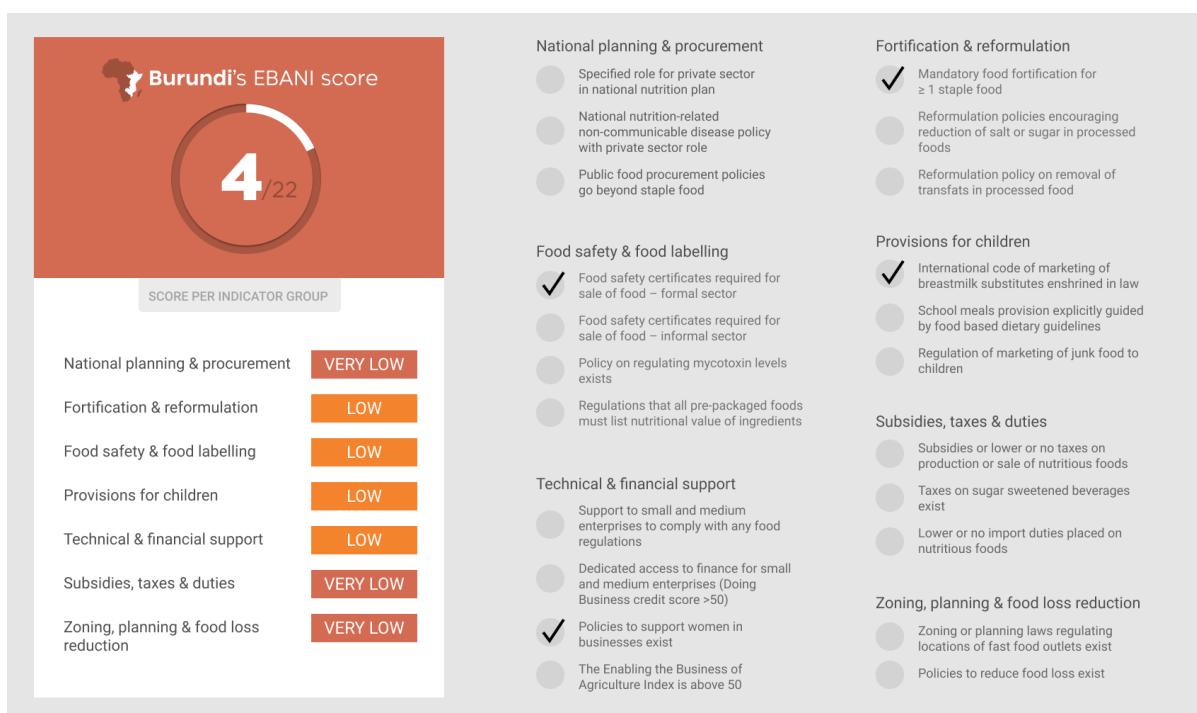 Burundi's EBANI score
4/22
SCORE PER INDICATOR GROUP
National planning & procurement VERY LOW
Fortification & reformulation LOW
Food safety & food labelling LOW
Provisions for children LOW
Technical & financial support LOW
Subsidies, taxes & duties VERY LOW
Zoning, planning & food loss
reduction
VERY LOW
National planning & procurement
Specified role for private sector
in national nutrition plan
National nutrition-related
non-communicable disease policy
with private sector role
Public food procurement policies
go beyond staple food
Food safety & food labelling
Food safety certificates required for
sale of food – formal sector
Food safety certificates required for
sale of food – informal sector
Policy on regulating mycotoxin levels
exists
Regulations that all pre-packaged foods
must list nutritional value of ingredients
Technical & financial support
Support to small and medium
enterprises to comply with any food
regulations
Dedicated access to finance for small
and medium enterprises (Doing
Business credit score >50)
Policies to support women in
businesses exist
The Enabling the Business of
Agriculture Index is above 50
Fortification & reformulation
Mandatory food fortification for
≥ 1 staple food
Reformulation policies encouraging
reduction of salt or sugar in processed
foods
Reformulation policy on removal of
transfats in processed food
Provisions for children
International code of marketing of
breastmilk substitutes enshrined in law
School meals provision explicitly guided
by food based dietary guidelines
Regulation of marketing of junk food to
children
Subsidies, taxes & duties
Subsidies or lower or no taxes on
production or sale of nutritious foods
Taxes on sugar sweetened beverages
exist
Lower or no import duties placed on
nutritious foods
Zoning, planning & food loss reduction
Zoning or planning laws regulating
locations of fast food outlets exist
Policies to reduce food loss exist